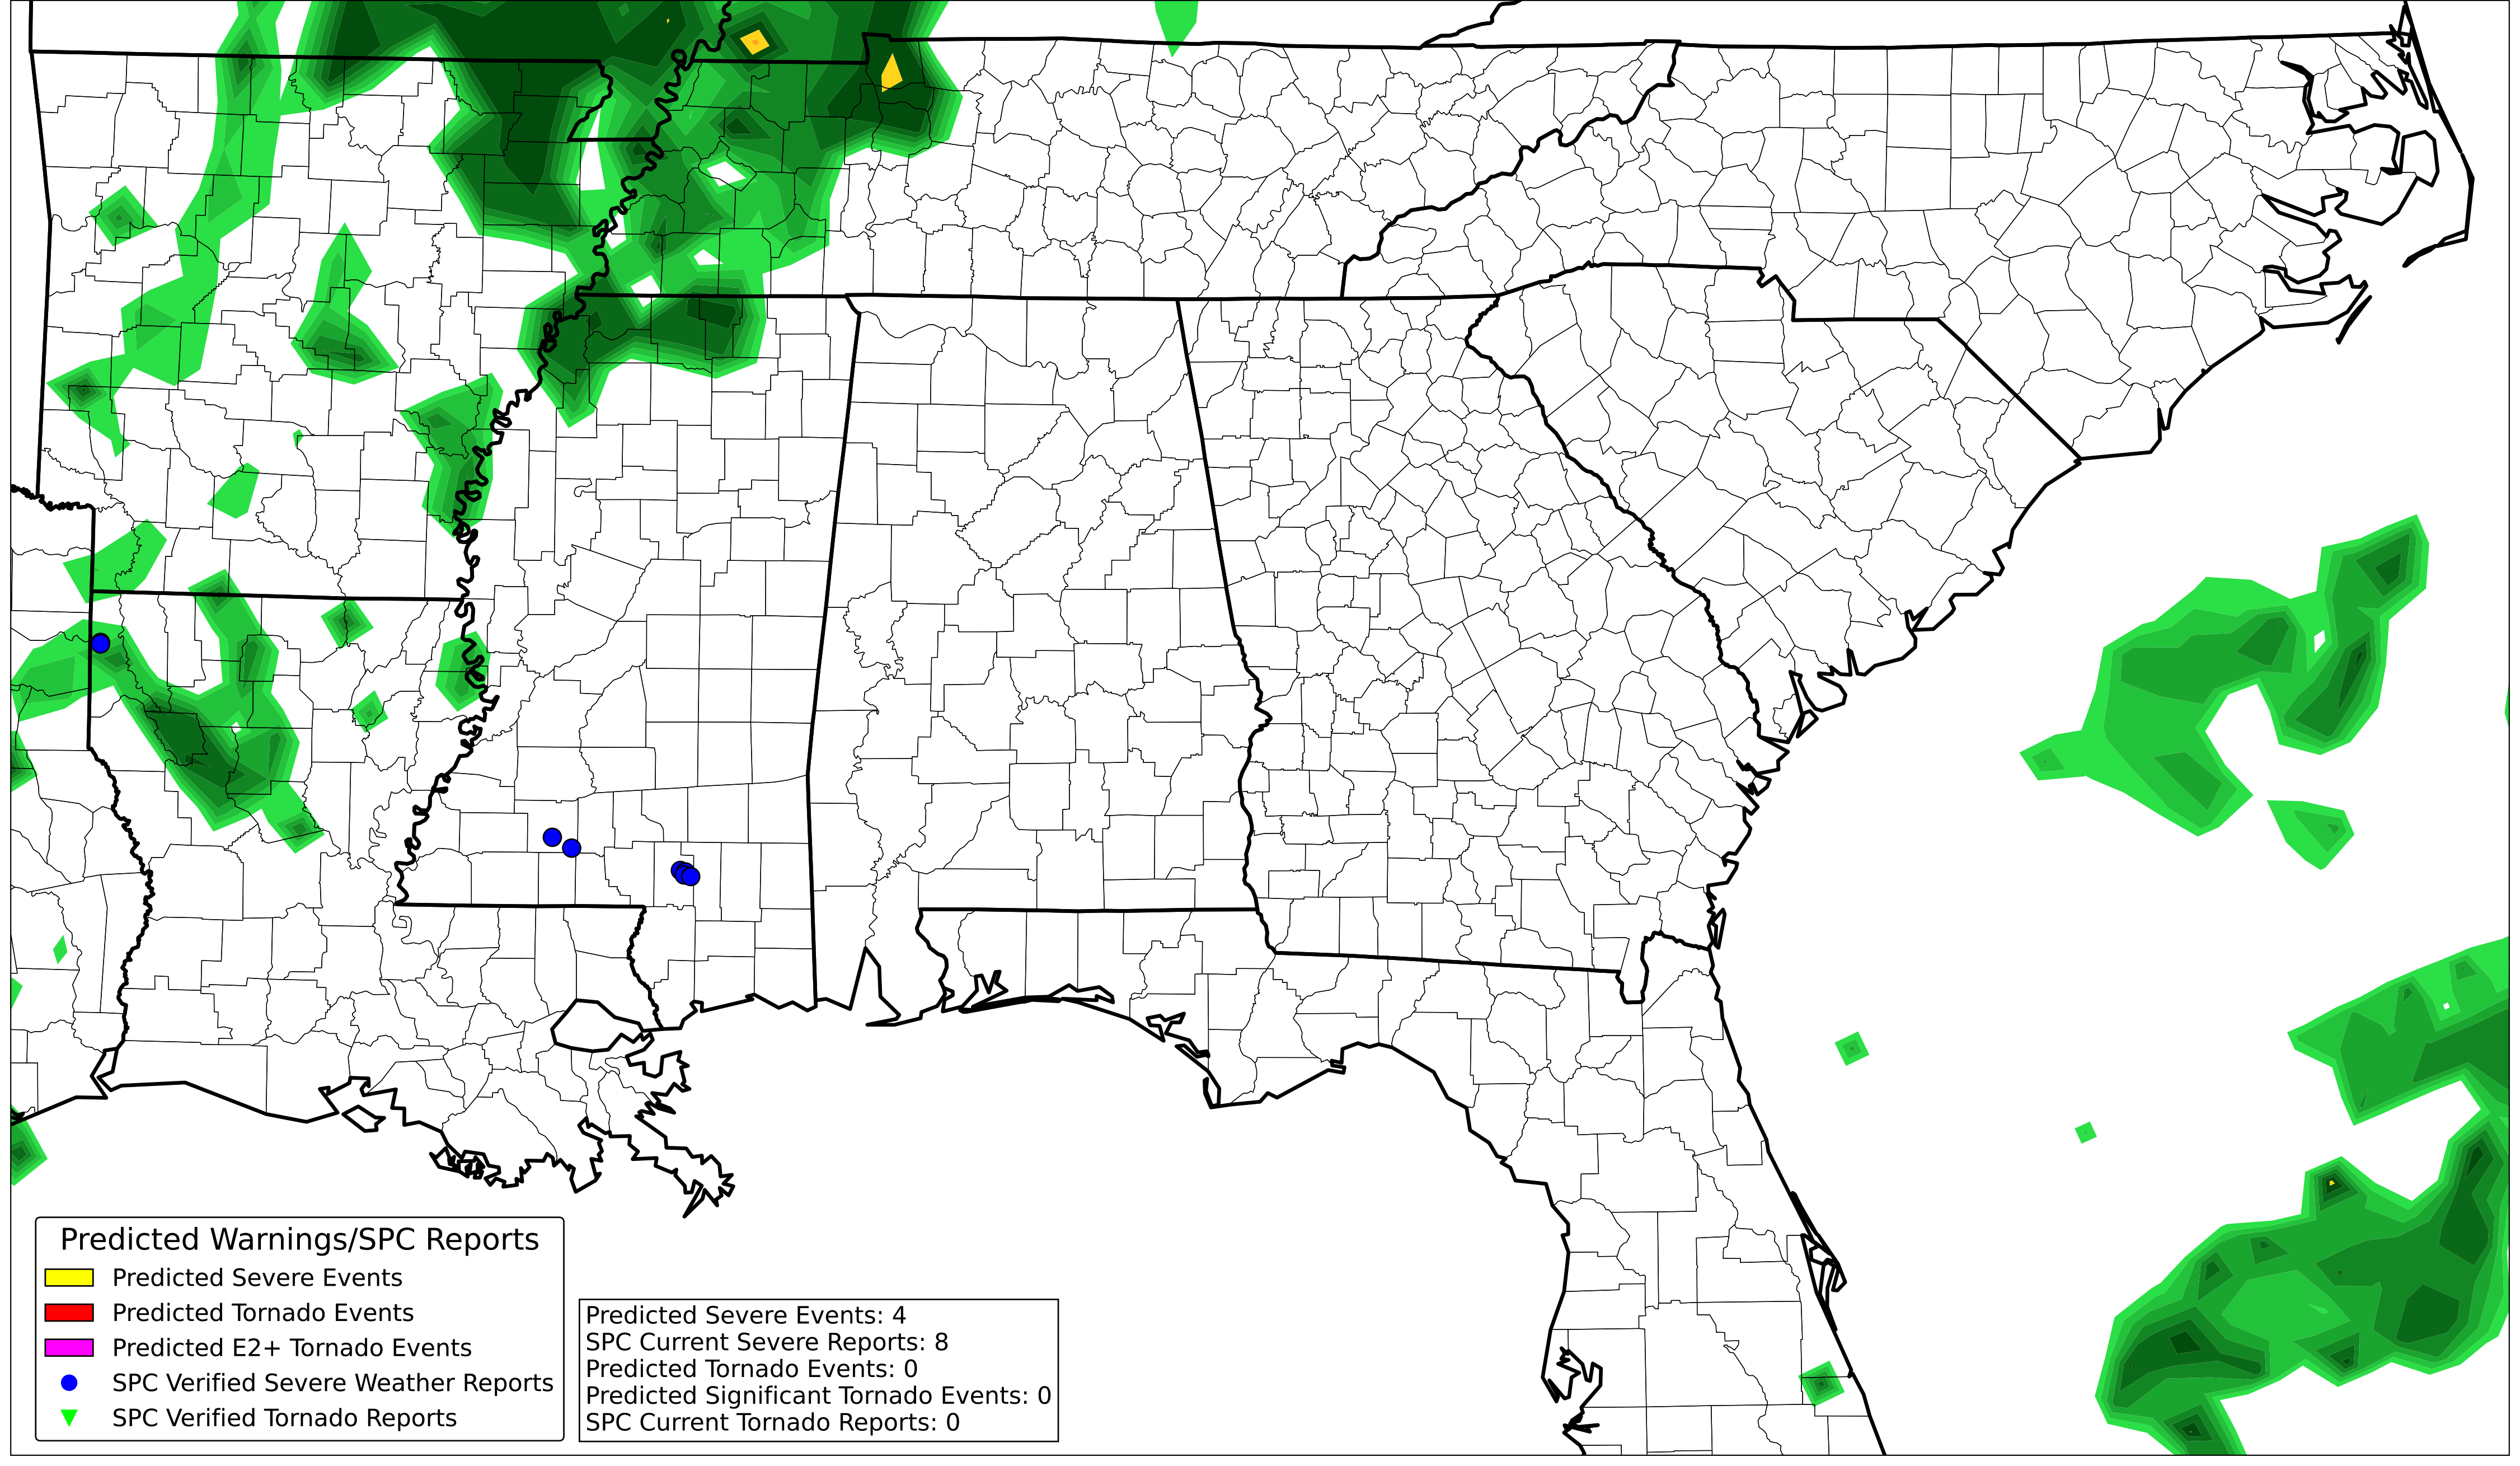 Predicted Warnings/SPC Reports
Predicted Severe Events
Predicted Tornado Events
Predicted E2+ Tornado Events
SPC Verified Severe Weather Reports
SPC Verified Tornado Reports
Predicted Severe Events: 4
SPC Current Severe Reports: 8
Predicted Tornado Events: 0
Predicted Significant Tornado Events: 0
SPC Current Tornado Reports: 0